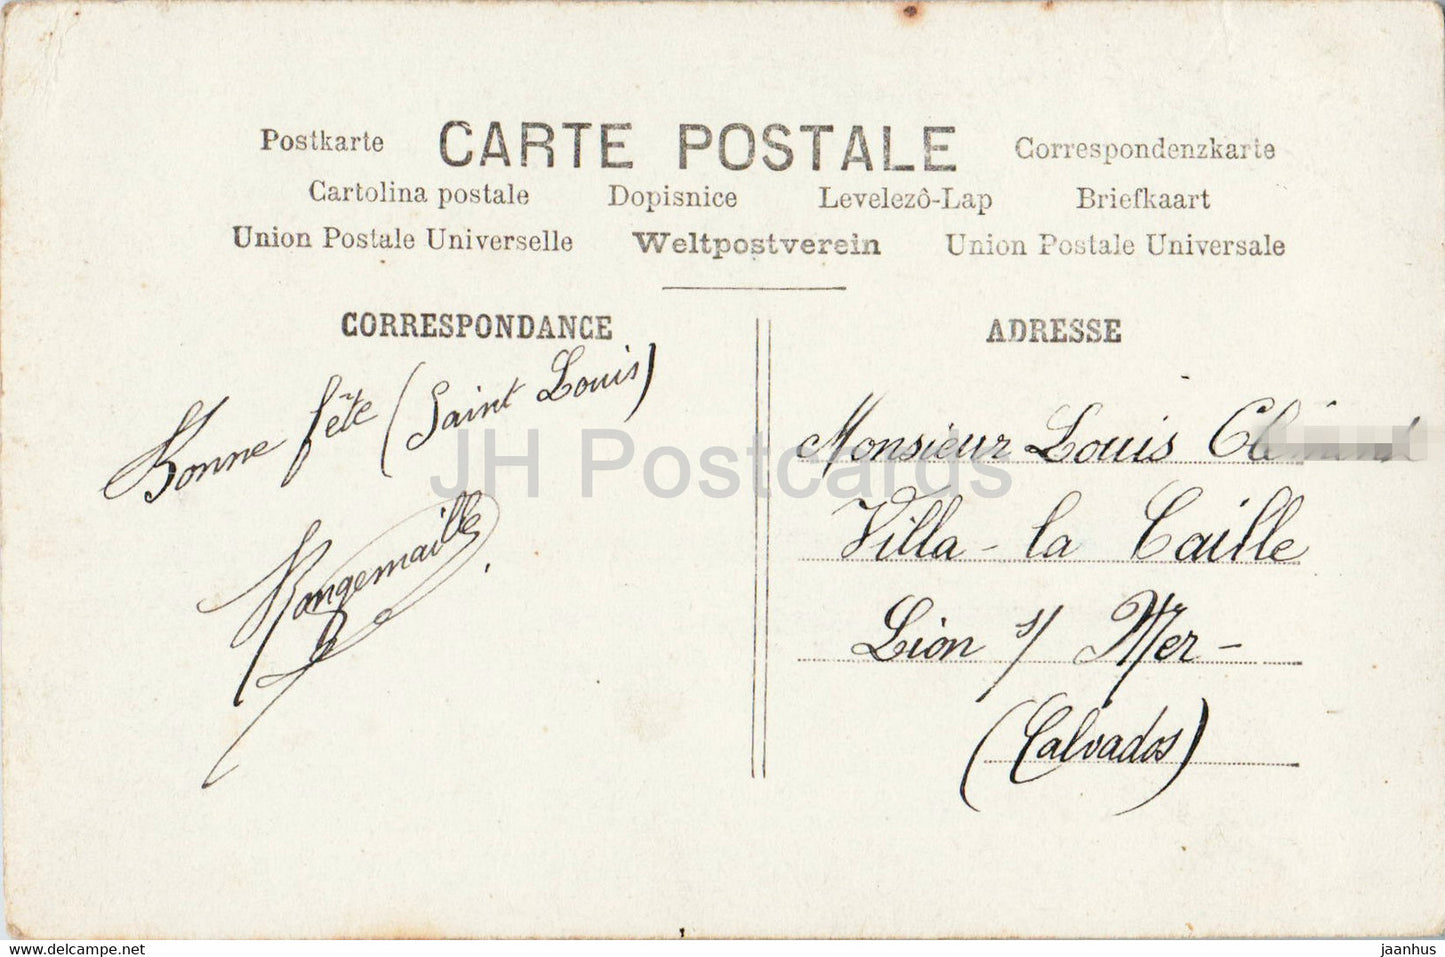 Postkarte CARTE POSTALE Correspondenzkarte
Cartolina postale Dopisnice Levelezô-Lap Briefkaart
Union Postale Universelle Weltpostverein Union Postale Universale
CORRESPONDANCE
Bonne fête (Saint Louis)
ADRESSE
Monsieur Louis
Villa - la Caille
Lion s/ Mer -
(Calvados)
JH Postcards
www.delcampe.net
jaanhus